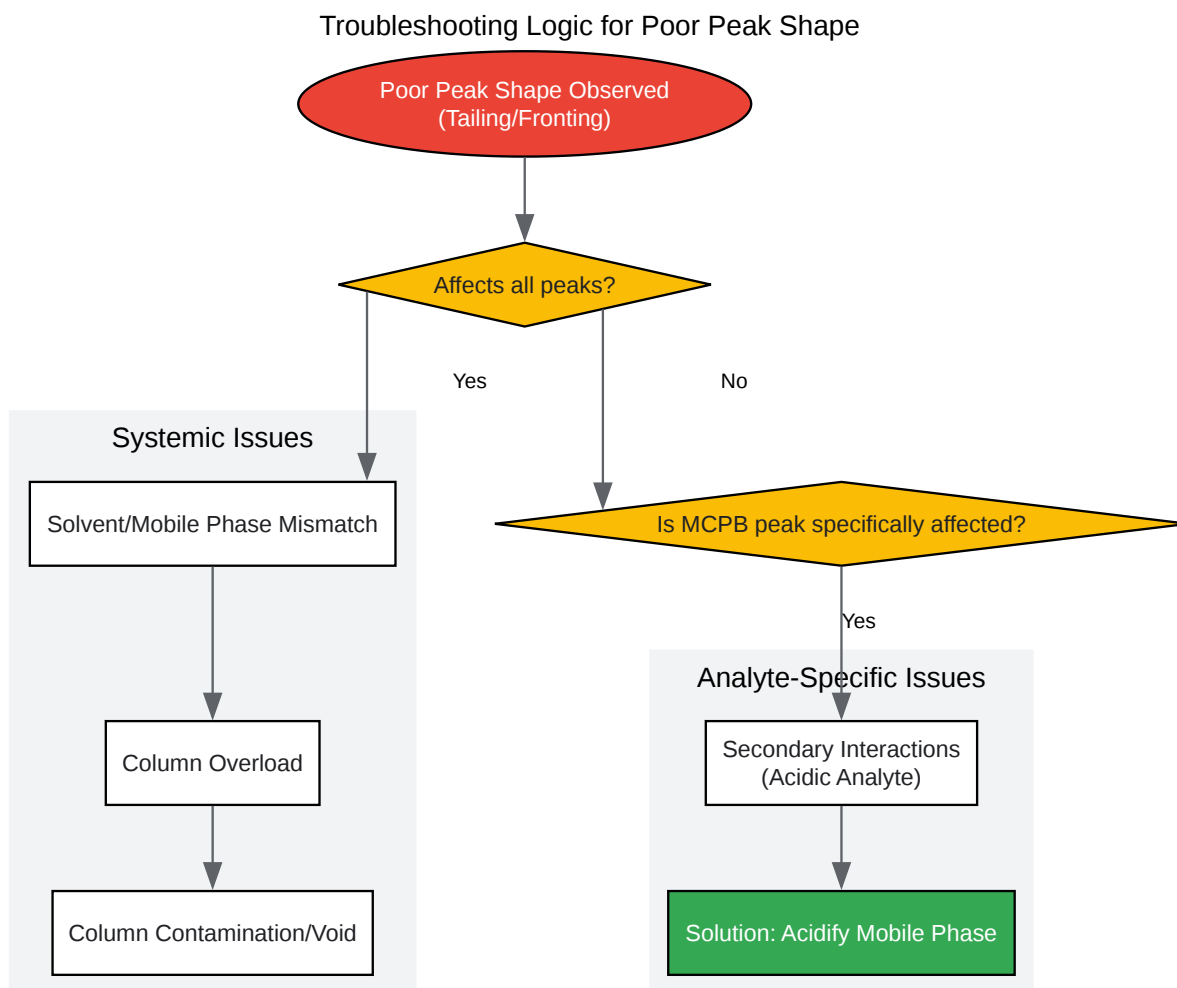 Troubleshooting Logic for Poor Peak Shape
Poor Peak Shape Observed
(Tailing/Fronting)
Affects all peaks?
Yes
No
Systemic Issues
Solvent/Mobile Phase Mismatch
Column Overload
Column Contamination/Void
Is MCPB peak specifically affected?
Yes
Analyte-Specific Issues
Secondary Interactions
(Acidic Analyte)
Solution: Acidify Mobile Phase